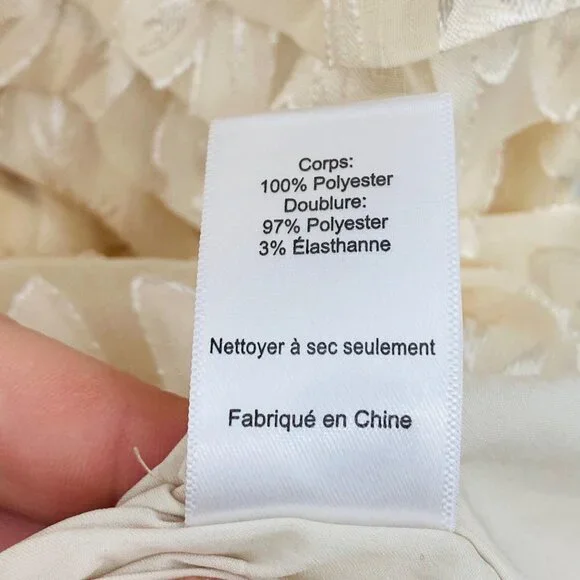 Corps:
100% Polyester
Doublure:
97% Polyester
3% Élasthanne
Nettoyer à sec seulement
Fabriqué en Chine